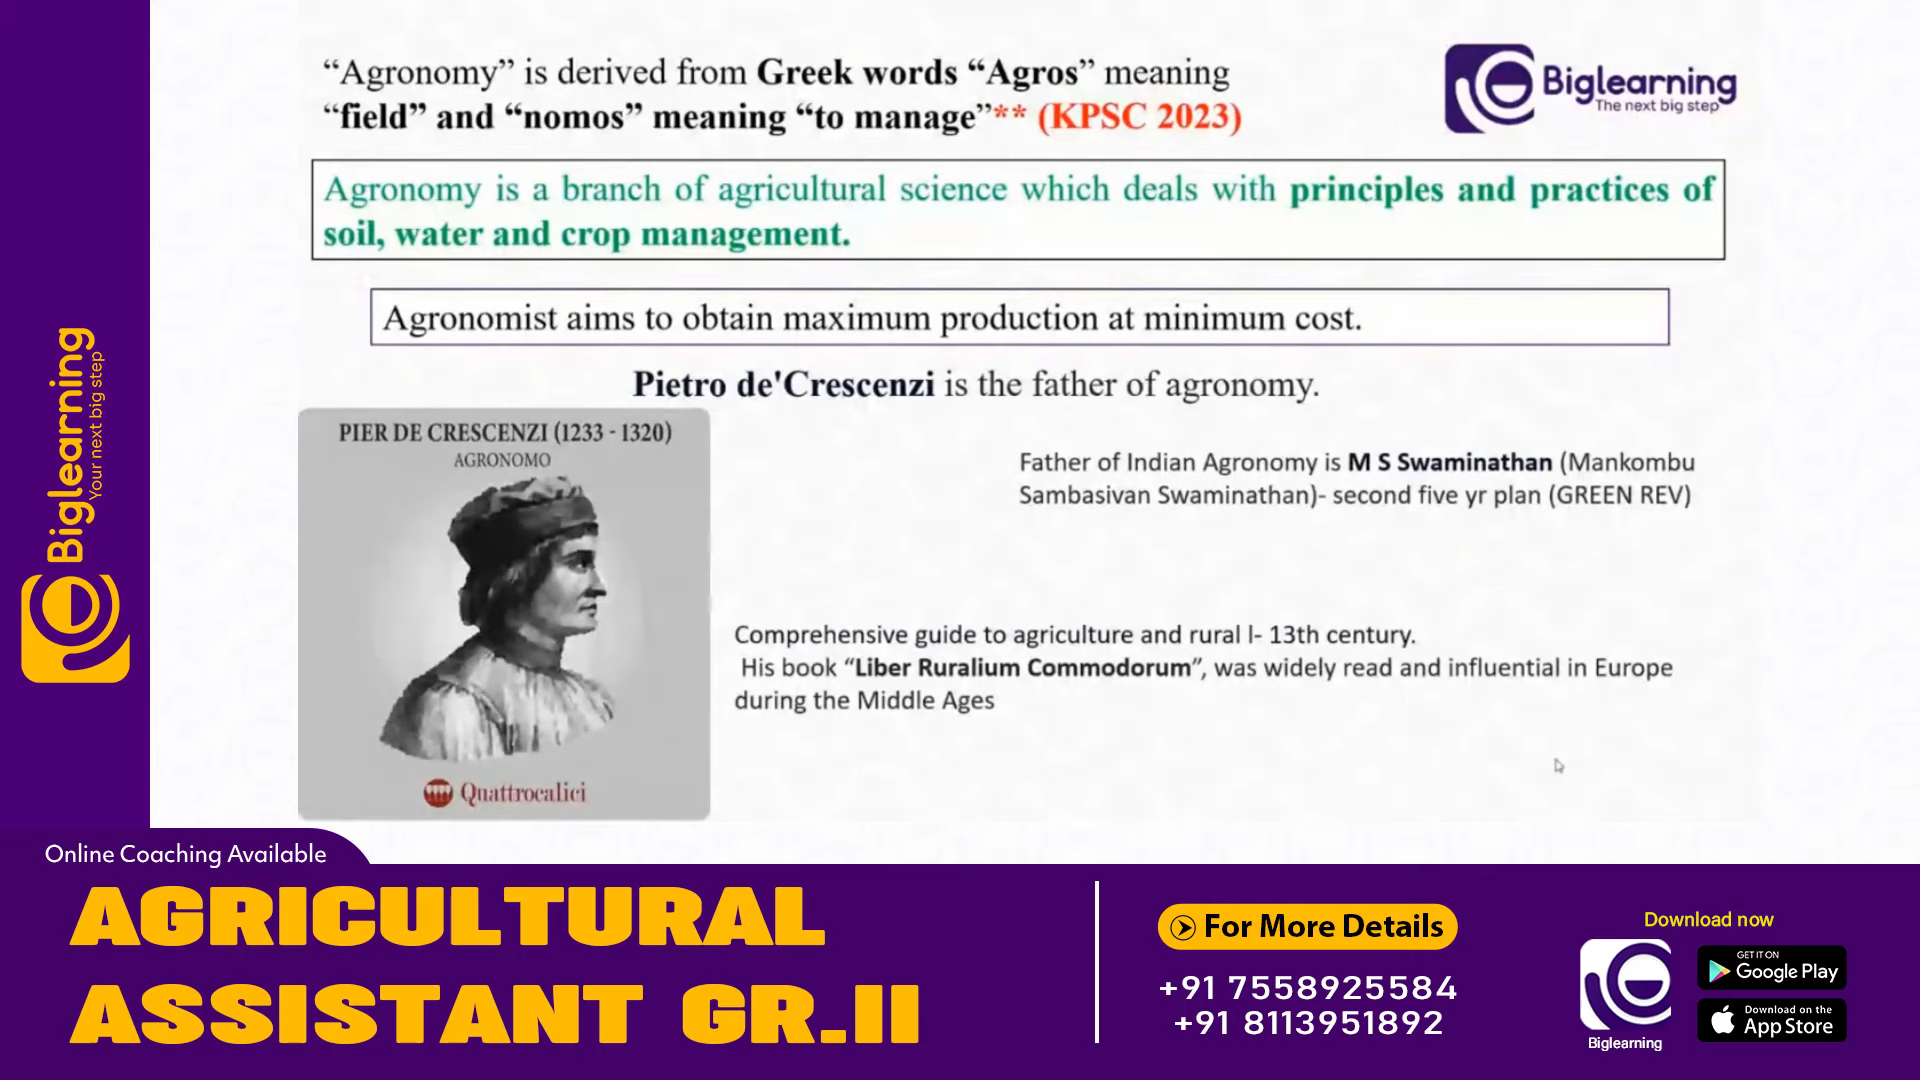 “Agronomy” is derived from Greek words “Agros” meaning
“field” and “nomos” meaning “to manage”** (KPSC 2023)
Biglearning
The next big step
Agronomy is a branch of agricultural science which deals with principles and practices of
soil, water and crop management.
Agronomist aims to obtain maximum production at minimum cost.
Pietro de'Crescenzi is the father of agronomy.
PIER DE CRESCENZI (1233 - 1320)
AGRONOMO
Quattrocalici
Father of Indian Agronomy is M S Swaminathan (Mankombu
Sambasivan Swaminathan)- second five yr plan (GREEN REV)
Comprehensive guide to agriculture and rural l- 13th century.
His book “Liber Ruralium Commodorum”, was widely read and influential in Europe
during the Middle Ages
Biglearning
Your next big step
Online Coaching Available
AGRICULTURAL
ASSISTANT GR.II
For More Details
+91 7558925584
+91 8113951892
Download now
Biglearning
GET IT ON
Google Play
Download on the
App Store